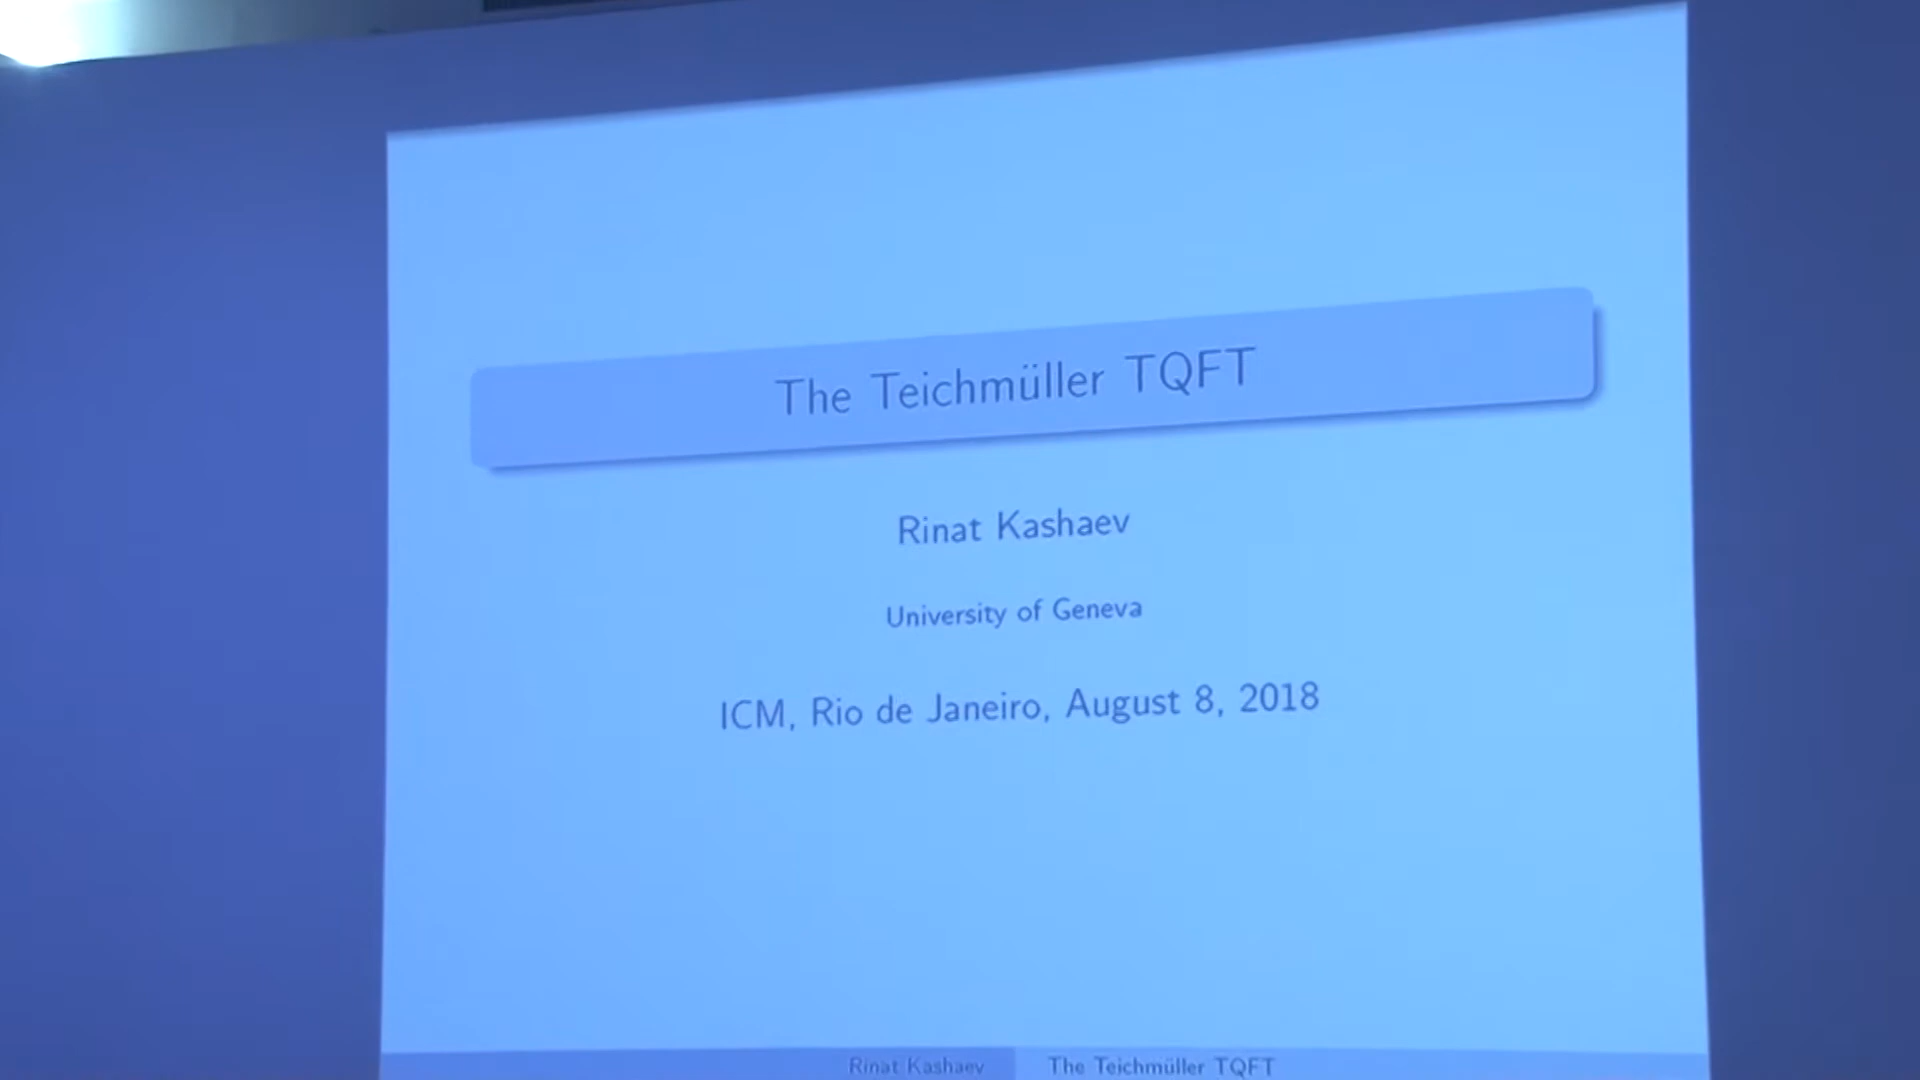 The Teichmüller TQFT
Rinat Kashaev
University of Geneva
ICM, Rio de Janeiro, August 8, 2018
Rinat Kashaev
The Teichmüller TQFT